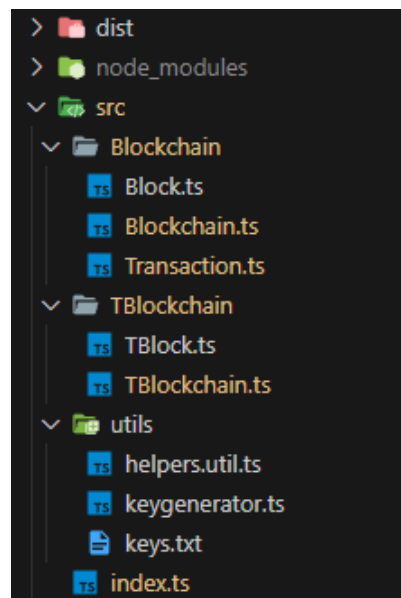 dist
node_modules
src
Blockchain
TS Block.ts
TS Blockchain.ts
TS Transaction.ts
TBlockchain
TS TBlock.ts
TS TBlockchain.ts
utils
TS helpers.util.ts
TS keygenerator.ts
keys.txt
TS index.ts